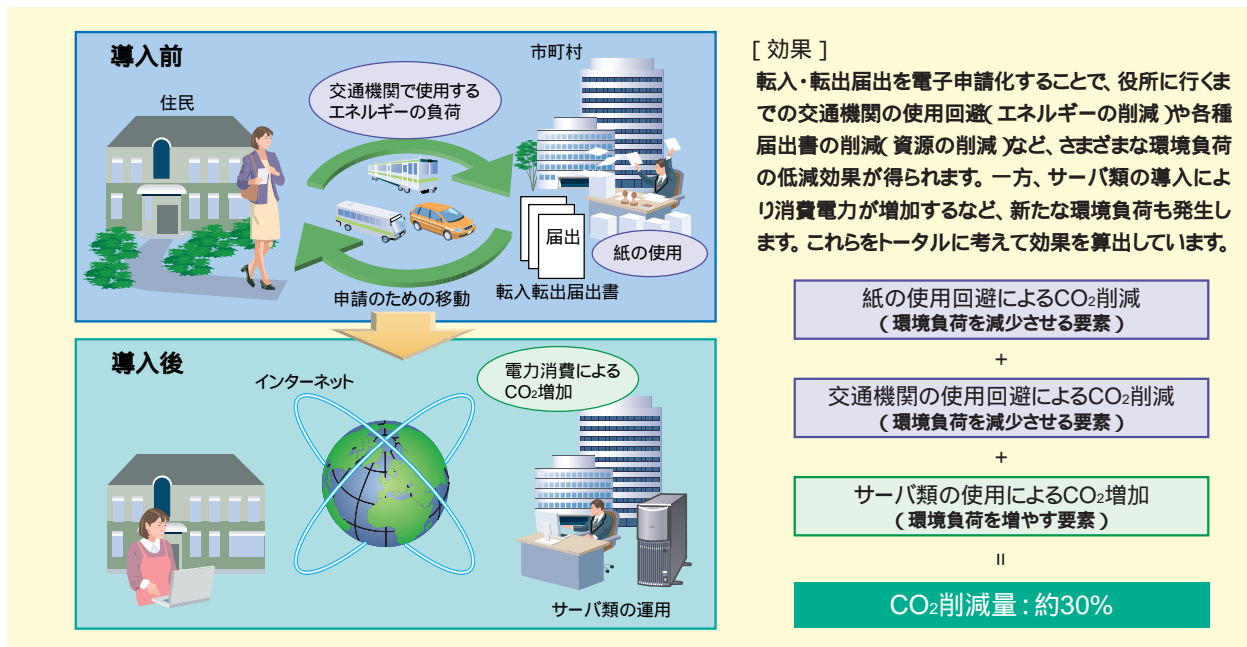 導入前
市町村
住民
交通機関で使用する
エネルギーの負荷
届出
紙の使用
申請のための移動
転入転出届出書
導入後
インターネット
電力消費による
CO₂増加
サーバ類の運用
[ 効果 ]
転入・転出届出を電子申請化することで、役所に行くま
での交通機関の使用回避(エネルギーの削減)や各種
届出書の削減(資源の削減)など、さまざまな環境負荷
の低減効果が得られます。一方、サーバ類の導入によ
り消費電力が増加するなど、新たな環境負荷も発生し
ます。これらをトータルに考えて効果を算出しています。
紙の使用回避によるCO₂削減
(環境負荷を減少させる要素)
+
交通機関の使用回避によるCO₂削減
(環境負荷を減少させる要素)
+
サーバ類の使用によるCO₂増加
(環境負荷を増やす要素)
=
CO₂削減量:約30%